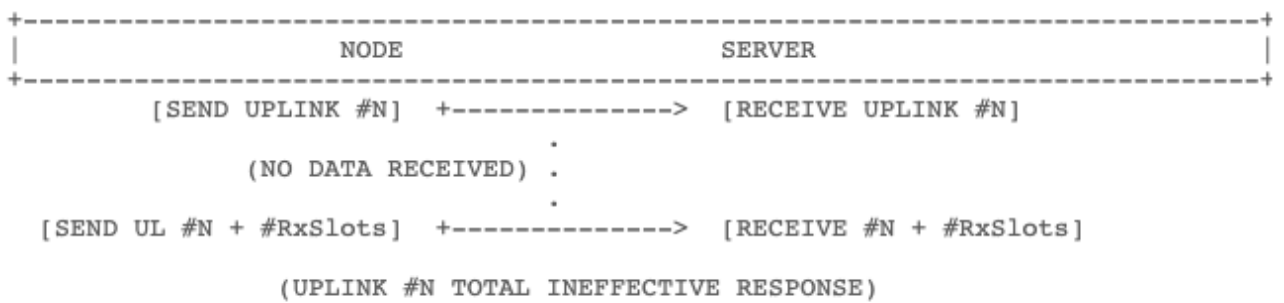 +-----------------------------------------------------------------------------+
| NODE SERVER |
+-----------------------------------------------------------------------------+
[SEND UPLINK #N] +--------------> [RECEIVE UPLINK #N]
.
(NO DATA RECEIVED) .
.
[SEND UL #N + #RxSlots] +--------------> [RECEIVE #N + #RxSlots]
(UPLINK #N TOTAL INEFFECTIVE RESPONSE)